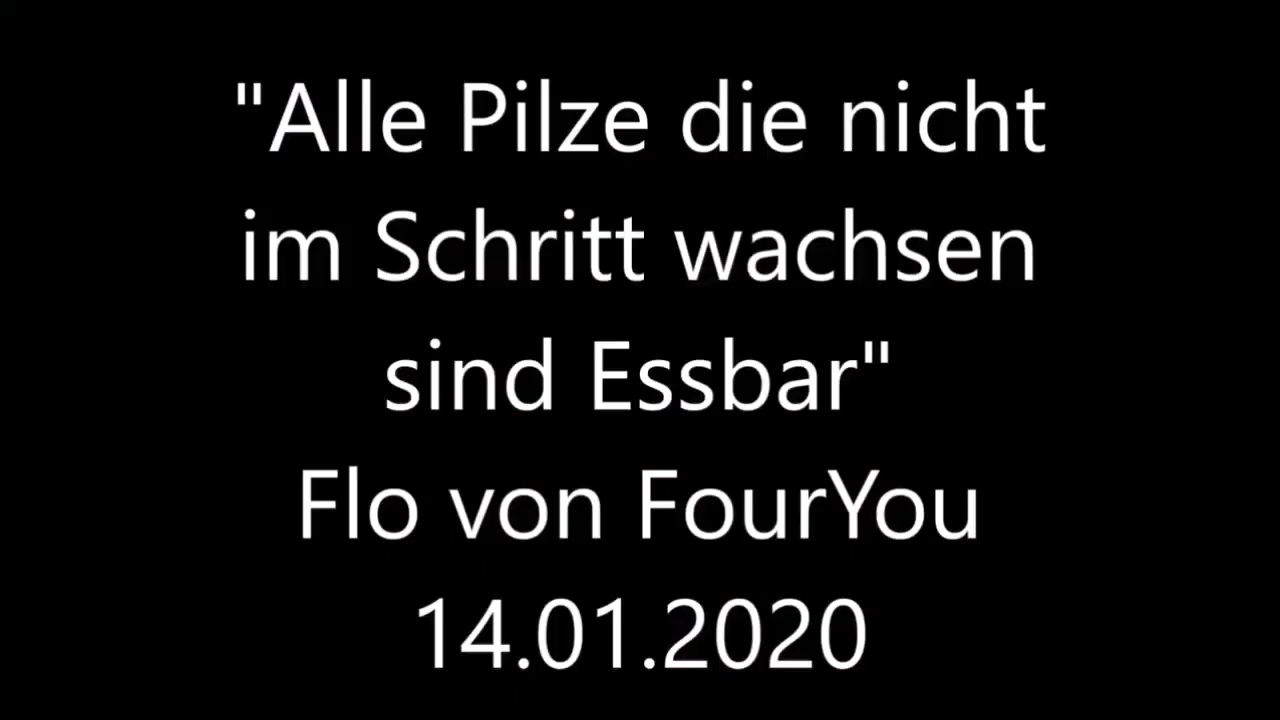 "Alle Pilze die nicht
im Schritt wachsen
sind Essbar"
Flo von FourYou
14.01.2020